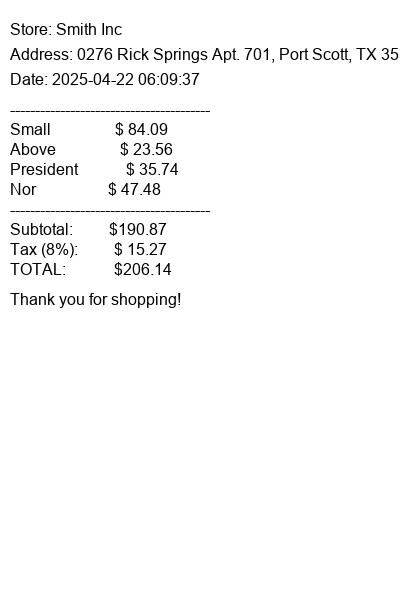 Store: Smith Inc
Address: 0276 Rick Springs Apt. 701, Port Scott, TX 35
Date: 2025-04-22 06:09:37
----------------------------------------
Small $ 84.09
Above $ 23.56
President $ 35.74
Nor $ 47.48
----------------------------------------
Subtotal: $190.87
Tax (8%): $ 15.27
TOTAL: $206.14
Thank you for shopping!